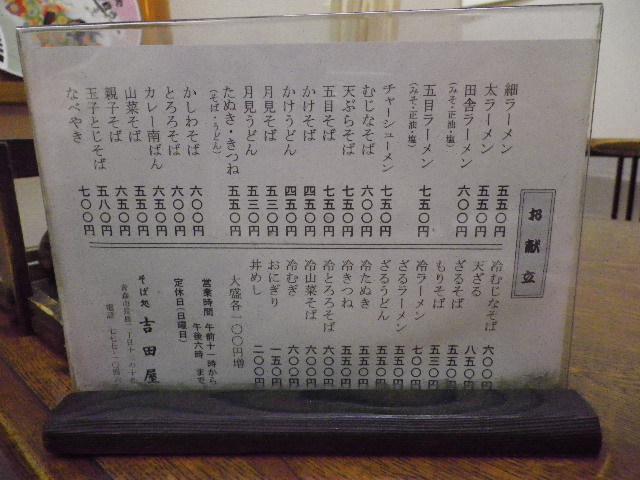 お献立
細ラーメン 五五〇円
太ラーメン 五五〇円
田舎ラーメン 六〇〇円
(みそ・正油・塩)
五目ラーメン 七五〇円
(みそ・正油・塩)
チャーシューメン 七五〇円
むじなそば 六〇〇円
天ぷらそば 七五〇円
五目そば 七五〇円
かけそば 四五〇円
かけうどん 四五〇円
月見そば 五三〇円
月見うどん 五三〇円
たぬき・きつね 五五〇円
(そば・うどん)
かしわそば 六〇〇円
とろろそば 六〇〇円
カレー南ばん 六五〇円
山菜そば 五五〇円
親子そば 六五〇円
玉子とじそば 五八〇円
なべやき 七〇〇円
冷むじなそば 六〇〇円
天ざる 八五〇円
ざるそば 五五〇円
もりそば 五三〇円
冷ラーメン 七〇〇円
ざるラーメン 五五〇円
ざるうどん 五五〇円
冷たぬき 五五〇円
冷きつね 五五〇円
冷とろろそば 六〇〇円
冷山菜そば 六〇〇円
冷むぎ 六〇〇円
おにぎり 一五〇円
丼めし 二〇〇円
大盛各一〇〇円増
営業時間 午前十一時から
午後六時 まで
定休日(日曜日)
そば処 吉田屋
青森市長島二丁目
電話 七七七-一〇四六